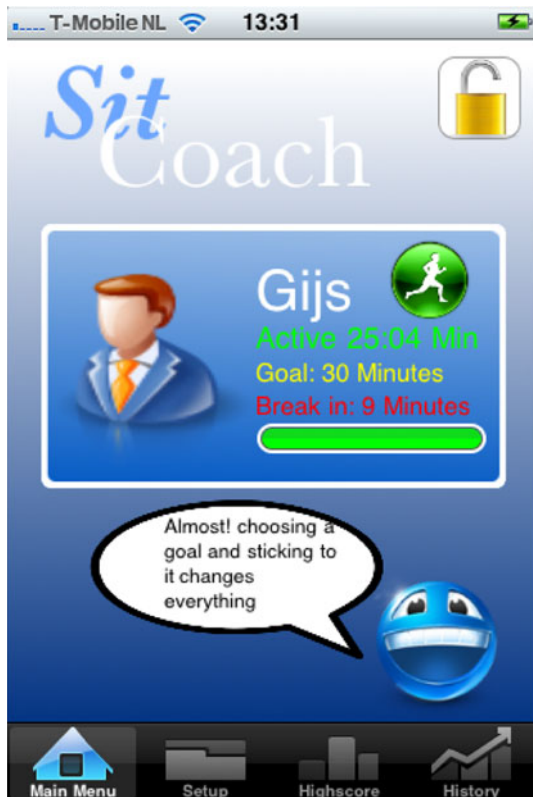 T-Mobile NL 13:31
Sit
Coach
Gijs
Active 25:04 Min
Goal: 30 Minutes
Break in: 9 Minutes
Almost! choosing a
goal and sticking to
it changes
everything
Main Menu Setup Highscore History